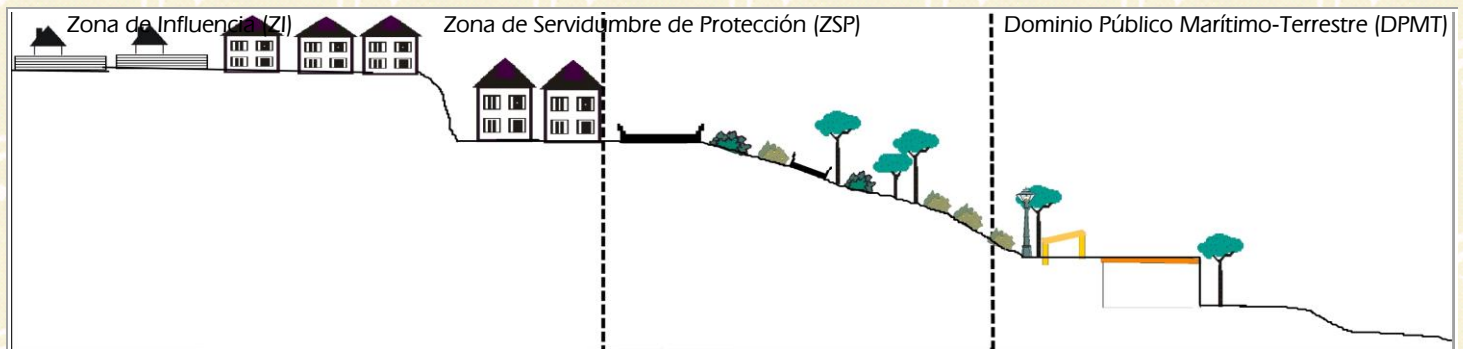 Zona de Influencia (ZI)
Zona de Servidumbre de Protección (ZSP)
Dominio Público Marítimo-Terrestre (DPMT)